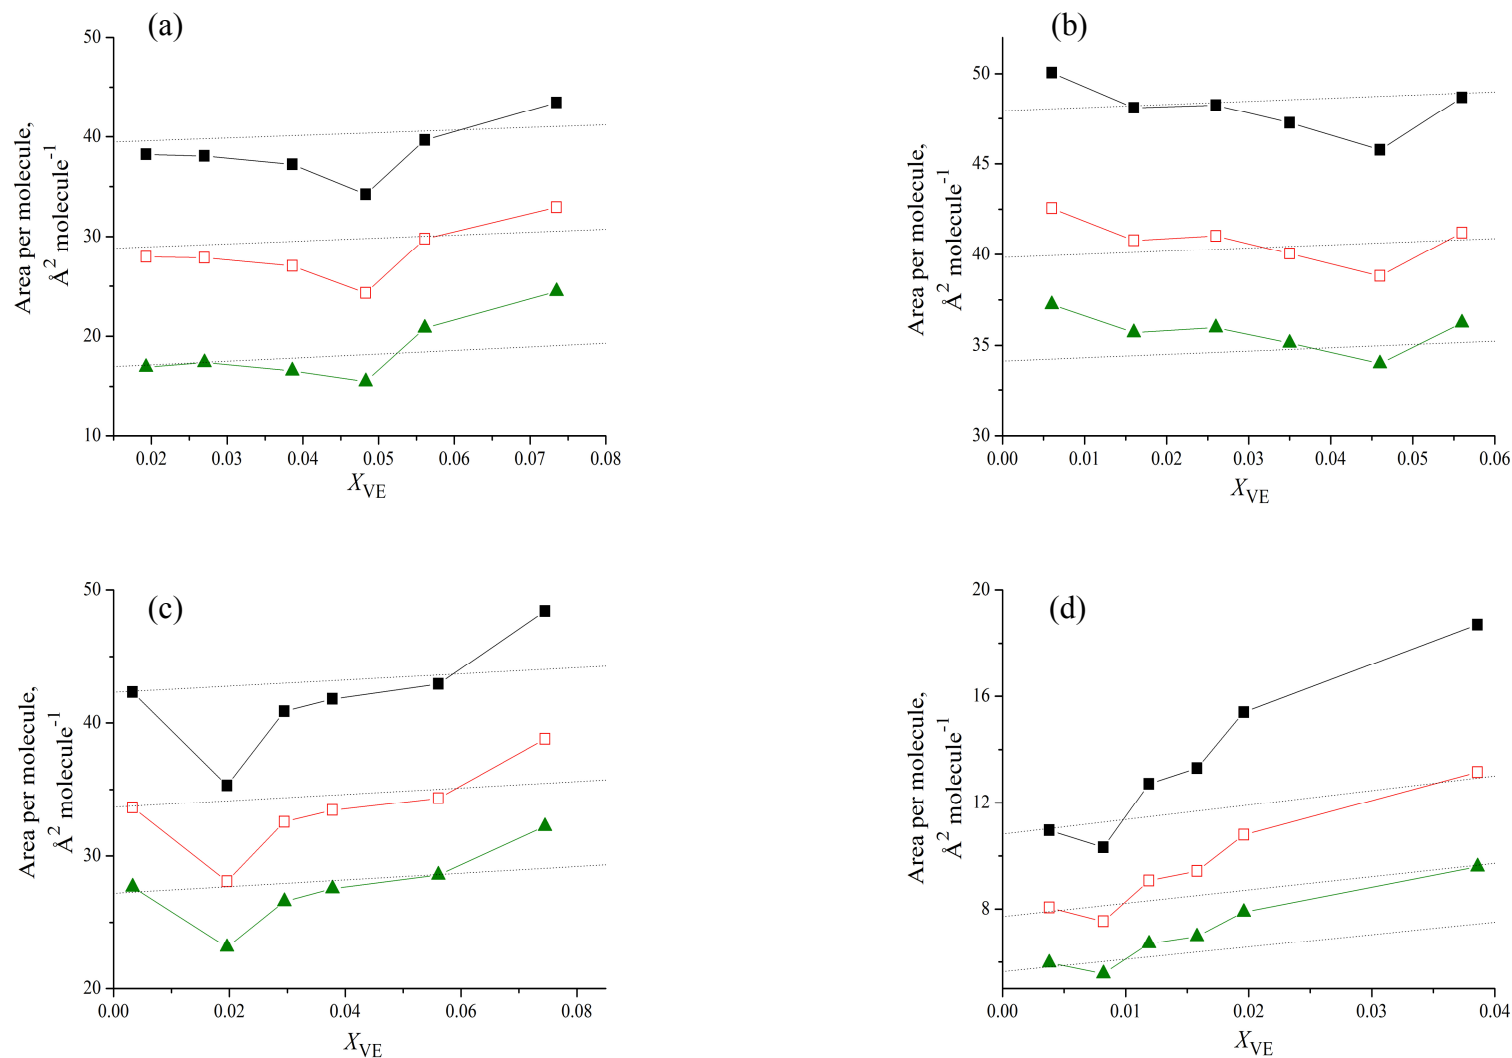 (a)
50
40
30
20
10
Area per molecule,
Å² molecule⁻¹
0.02 0.03 0.04 0.05 0.06 0.07 0.08
X_VE
(b)
50
45
40
35
30
Area per molecule,
Å² molecule⁻¹
0.00 0.01 0.02 0.03 0.04 0.05 0.06
X_VE
(c)
50
40
30
20
Area per molecule,
Å² molecule⁻¹
0.00 0.02 0.04 0.06 0.08
X_VE
(d)
20
16
12
8
Area per molecule,
Å² molecule⁻¹
0.00 0.01 0.02 0.03 0.04
X_VE